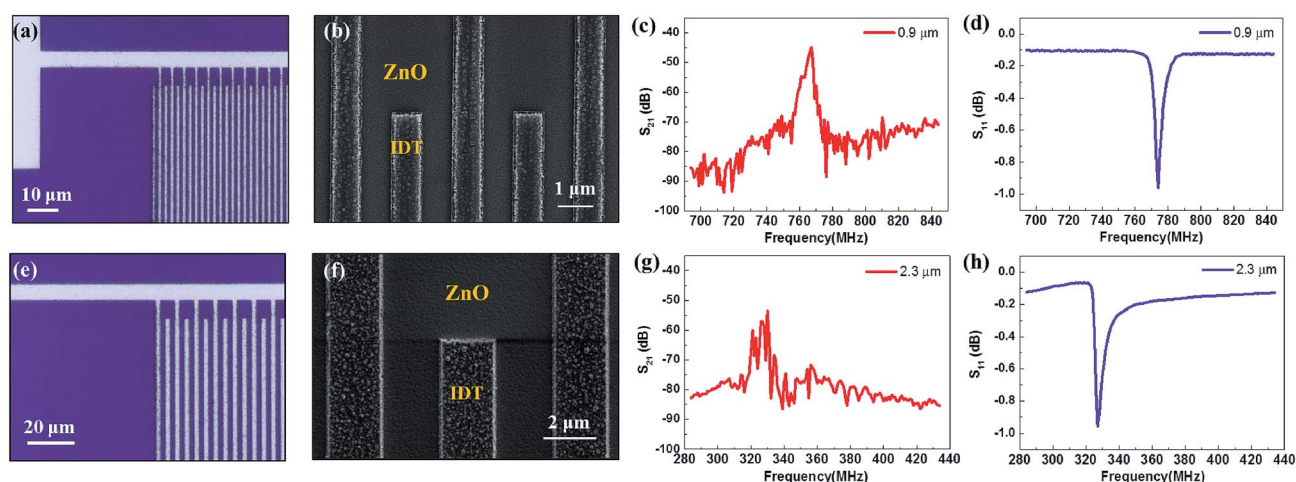 (a)
10 μm
(b)
ZnO
IDT
1 μm
(c)
0.9 μm
-40
-50
-60
-70
-80
-90
-100
S21 (dB)
700 720 740 760 780 800 820 840
Frequency(MHz)
(d)
0.9 μm
0.0
-0.2
-0.4
-0.6
-0.8
-1.0
S11 (dB)
700 720 740 760 780 800 820 840
Frequency(MHz)
(e)
20 μm
(f)
ZnO
IDT
2 μm
(g)
2.3 μm
-40
-50
-60
-70
-80
-90
-100
S21 (dB)
280 300 320 340 360 380 400 420 440
Frequency(MHz)
(h)
2.3 μm
0.0
-0.2
-0.4
-0.6
-0.8
-1.0
S11 (dB)
280 300 320 340 360 380 400 420 440
Frequency(MHz)